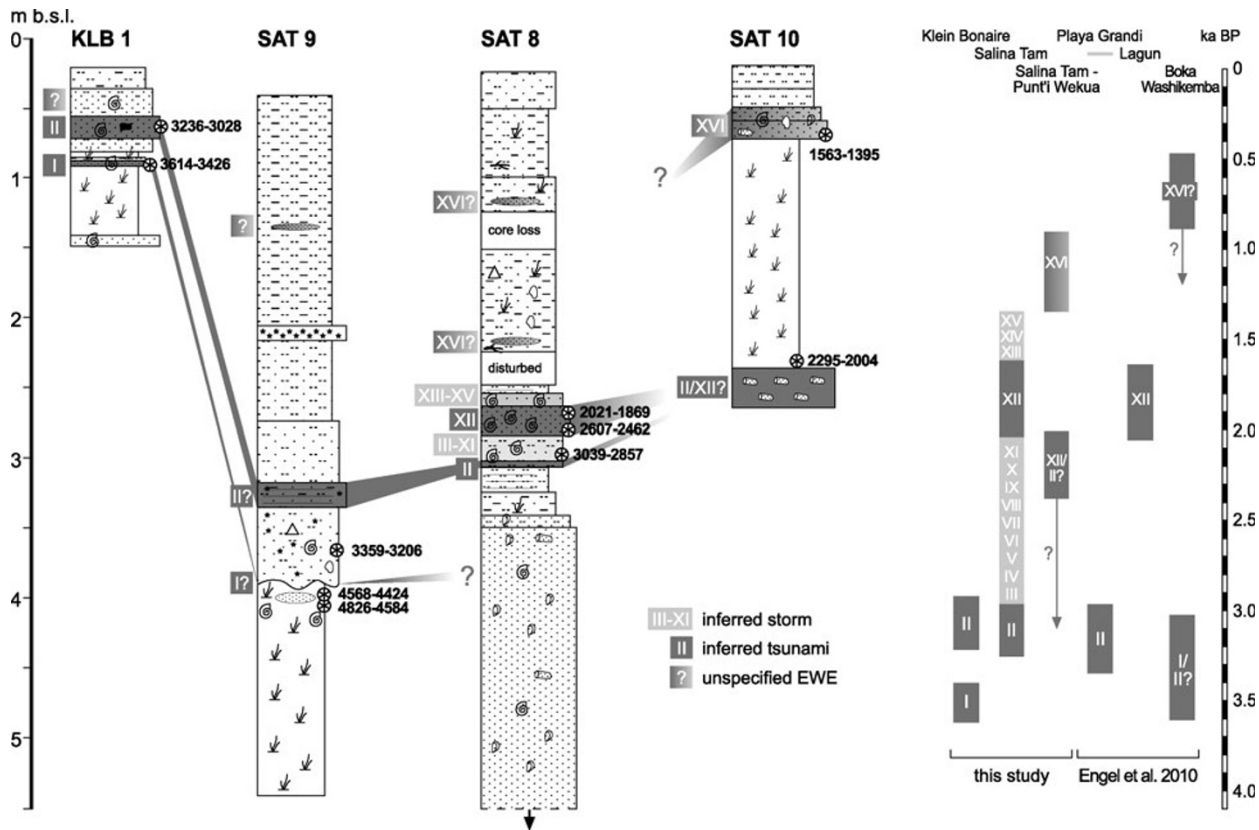 m b.s.l.
0
1
2
3
4
5
KLB 1
?
II
3236-3028
I
3614-3426
SAT 9
?
II?
3359-3206
I?
4568-4424
4826-4584
SAT 8
XVI?
core loss
XVI?
disturbed
XIII-XV
XII
2021-1869
2607-2462
III-XI
3039-2857
II
?
SAT 10
XVI
1563-1395
?
2295-2004
II/XII?
III-XI inferred storm
II inferred tsunami
? unspecified EWE
Klein Bonaire
Playa Grandi
ka BP
Salina Tam
Lagun
Salina Tam -
Punt'i Wekua
Boka
Washikemba
0
0.5
1.0
1.5
2.0
2.5
3.0
3.5
4.0
II
I
XV
XIV
XIII
XII
XI
X
IX
VIII
VII
VI
V
IV
III
II
XVI
XII/
II?
?
II
XII
XVI?
?
I/
II?
this study
Engel et al. 2010